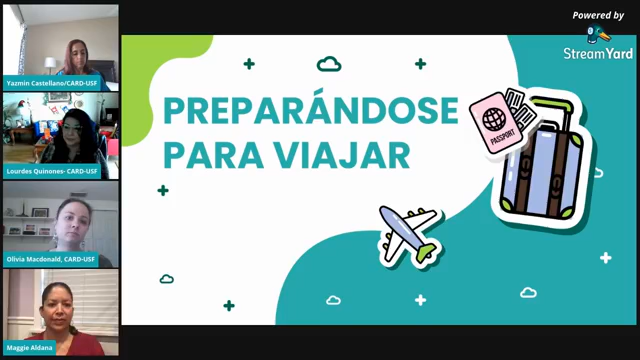 Powered by
StreamYard
Yazmin Castellano/CARD-USF
Lourdes Quinones- CARD-USF
Olivia Macdonald, CARD-USF
Maggie Aldana
PREPARÁNDOSE
PARA VIAJAR
PASSPORT